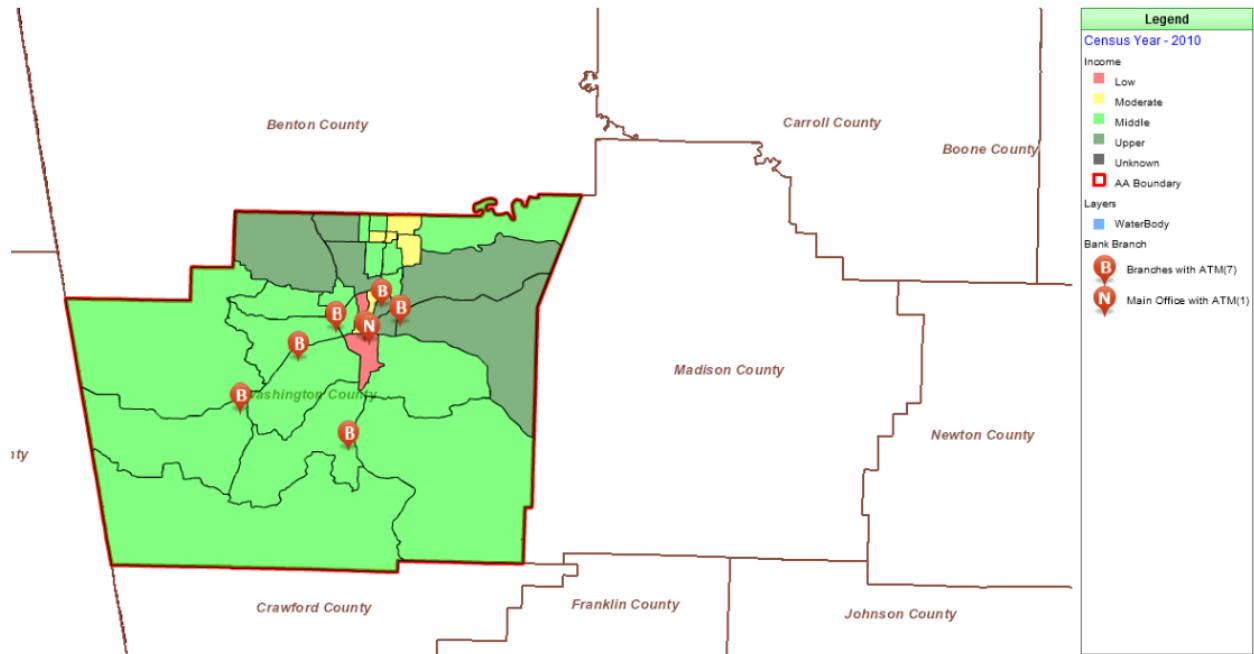 Benton County
Carroll County
Boone County
B
B
B
N
B
Madison County
B
Washington County
B
Newton County
nty
Crawford County
Franklin County
Johnson County
Legend
Census Year - 2010
Income
Low
Moderate
Middle
Upper
Unknown
AA Boundary
Layers
WaterBody
Bank Branch
B Branches with ATM(7)
N Main Office with ATM(1)